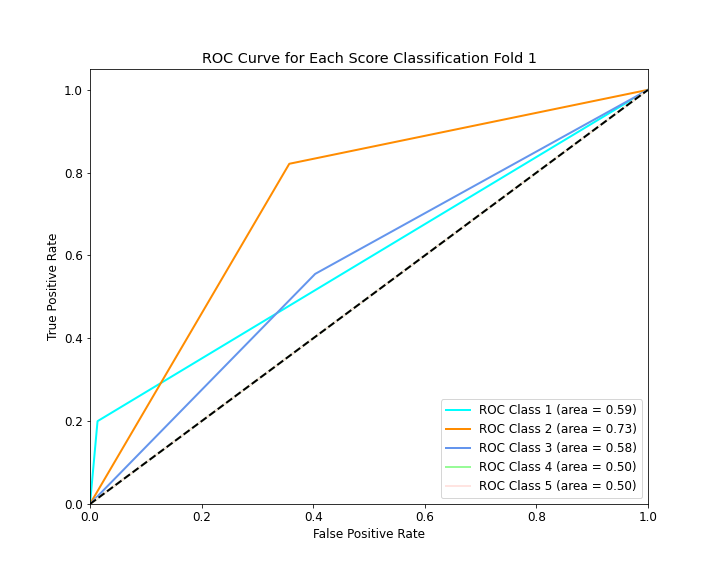 ROC Curve for Each Score Classification Fold 1
True Positive Rate
1.0
0.8
0.6
0.4
0.2
0.0
ROC Class 1 (area = 0.59)
ROC Class 2 (area = 0.73)
ROC Class 3 (area = 0.58)
ROC Class 4 (area = 0.50)
ROC Class 5 (area = 0.50)
0.0 0.2 0.4 0.6 0.8 1.0
False Positive Rate